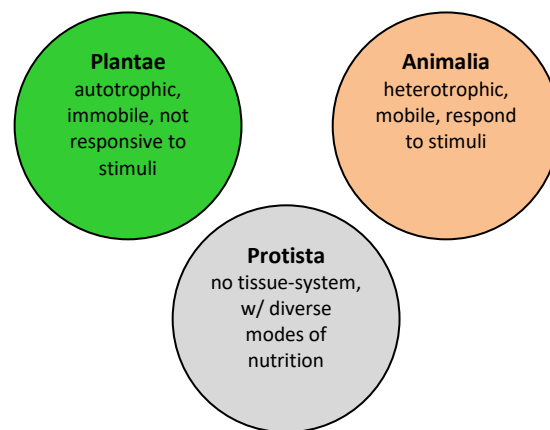 Plantae
autotrophic,
immobile, not
responsive to
stimuli
Animalia
heterotrophic,
mobile, respond
to stimuli
Protista
no tissue-system,
w/ diverse
modes of
nutrition